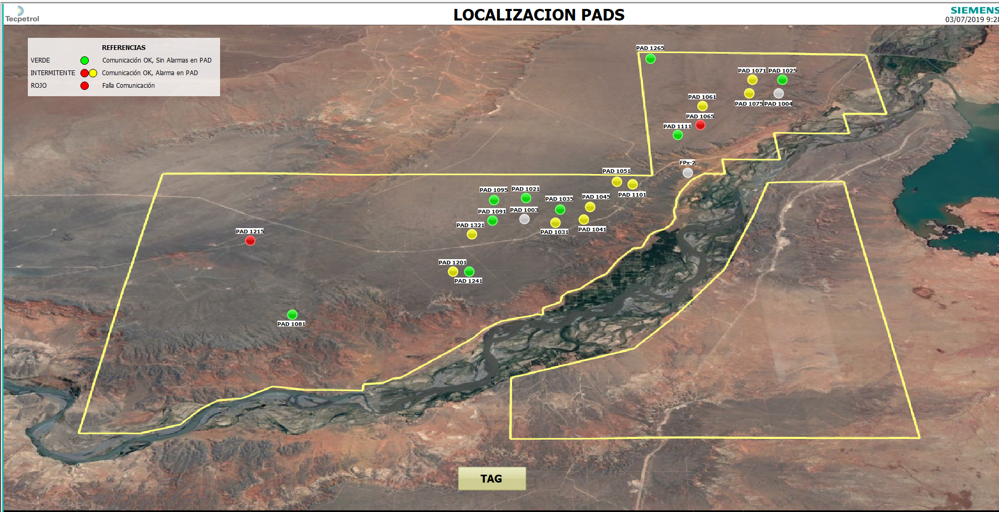 Tecpetrol
LOCALIZACION PADS
SIEMENS
03/07/2019 9:28
REFERENCIAS
VERDE Comunicación OK, Sin Alarmas en PAD
INTERMITENTE Comunicación OK, Alarma en PAD
ROJO Falla Comunicación
PAD 1265
PAD 1071 PAD 1025
PAD 1075 PAD 1004
PAD 1061
PAD 1065
PAD 1111
FPx-2
PAD 1051
PAD 1101
PAD 1095 PAD 1021
PAD 1035 PAD 1045
PAD 1091 PAD 1003
PAD 1321 PAD 1031 PAD 1041
PAD 1215
PAD 1201
PAD 1241
PAD 1081
TAG